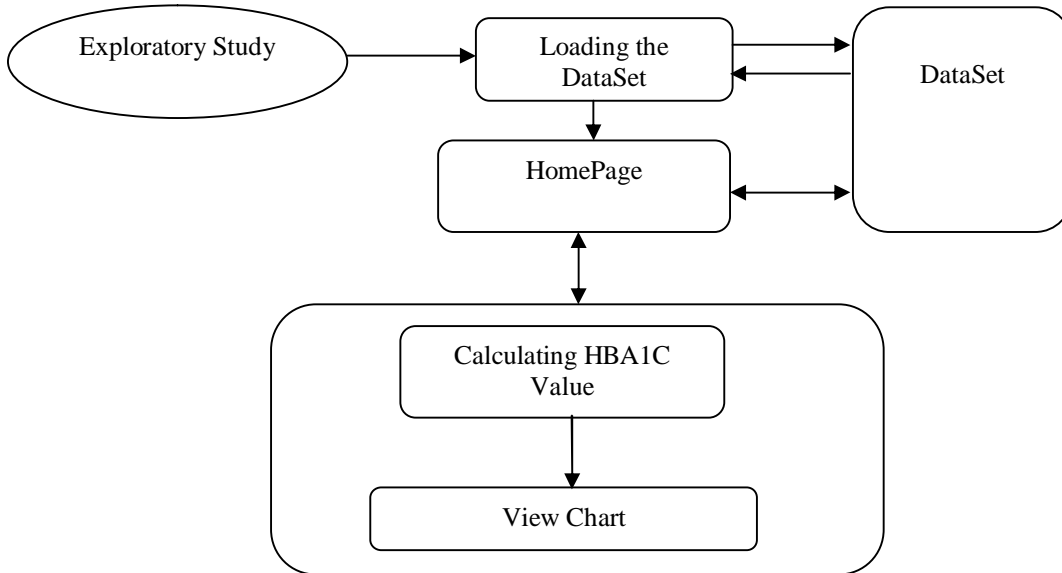 Exploratory Study
Loading the
DataSet
DataSet
HomePage
Calculating HBA1C
Value
View Chart